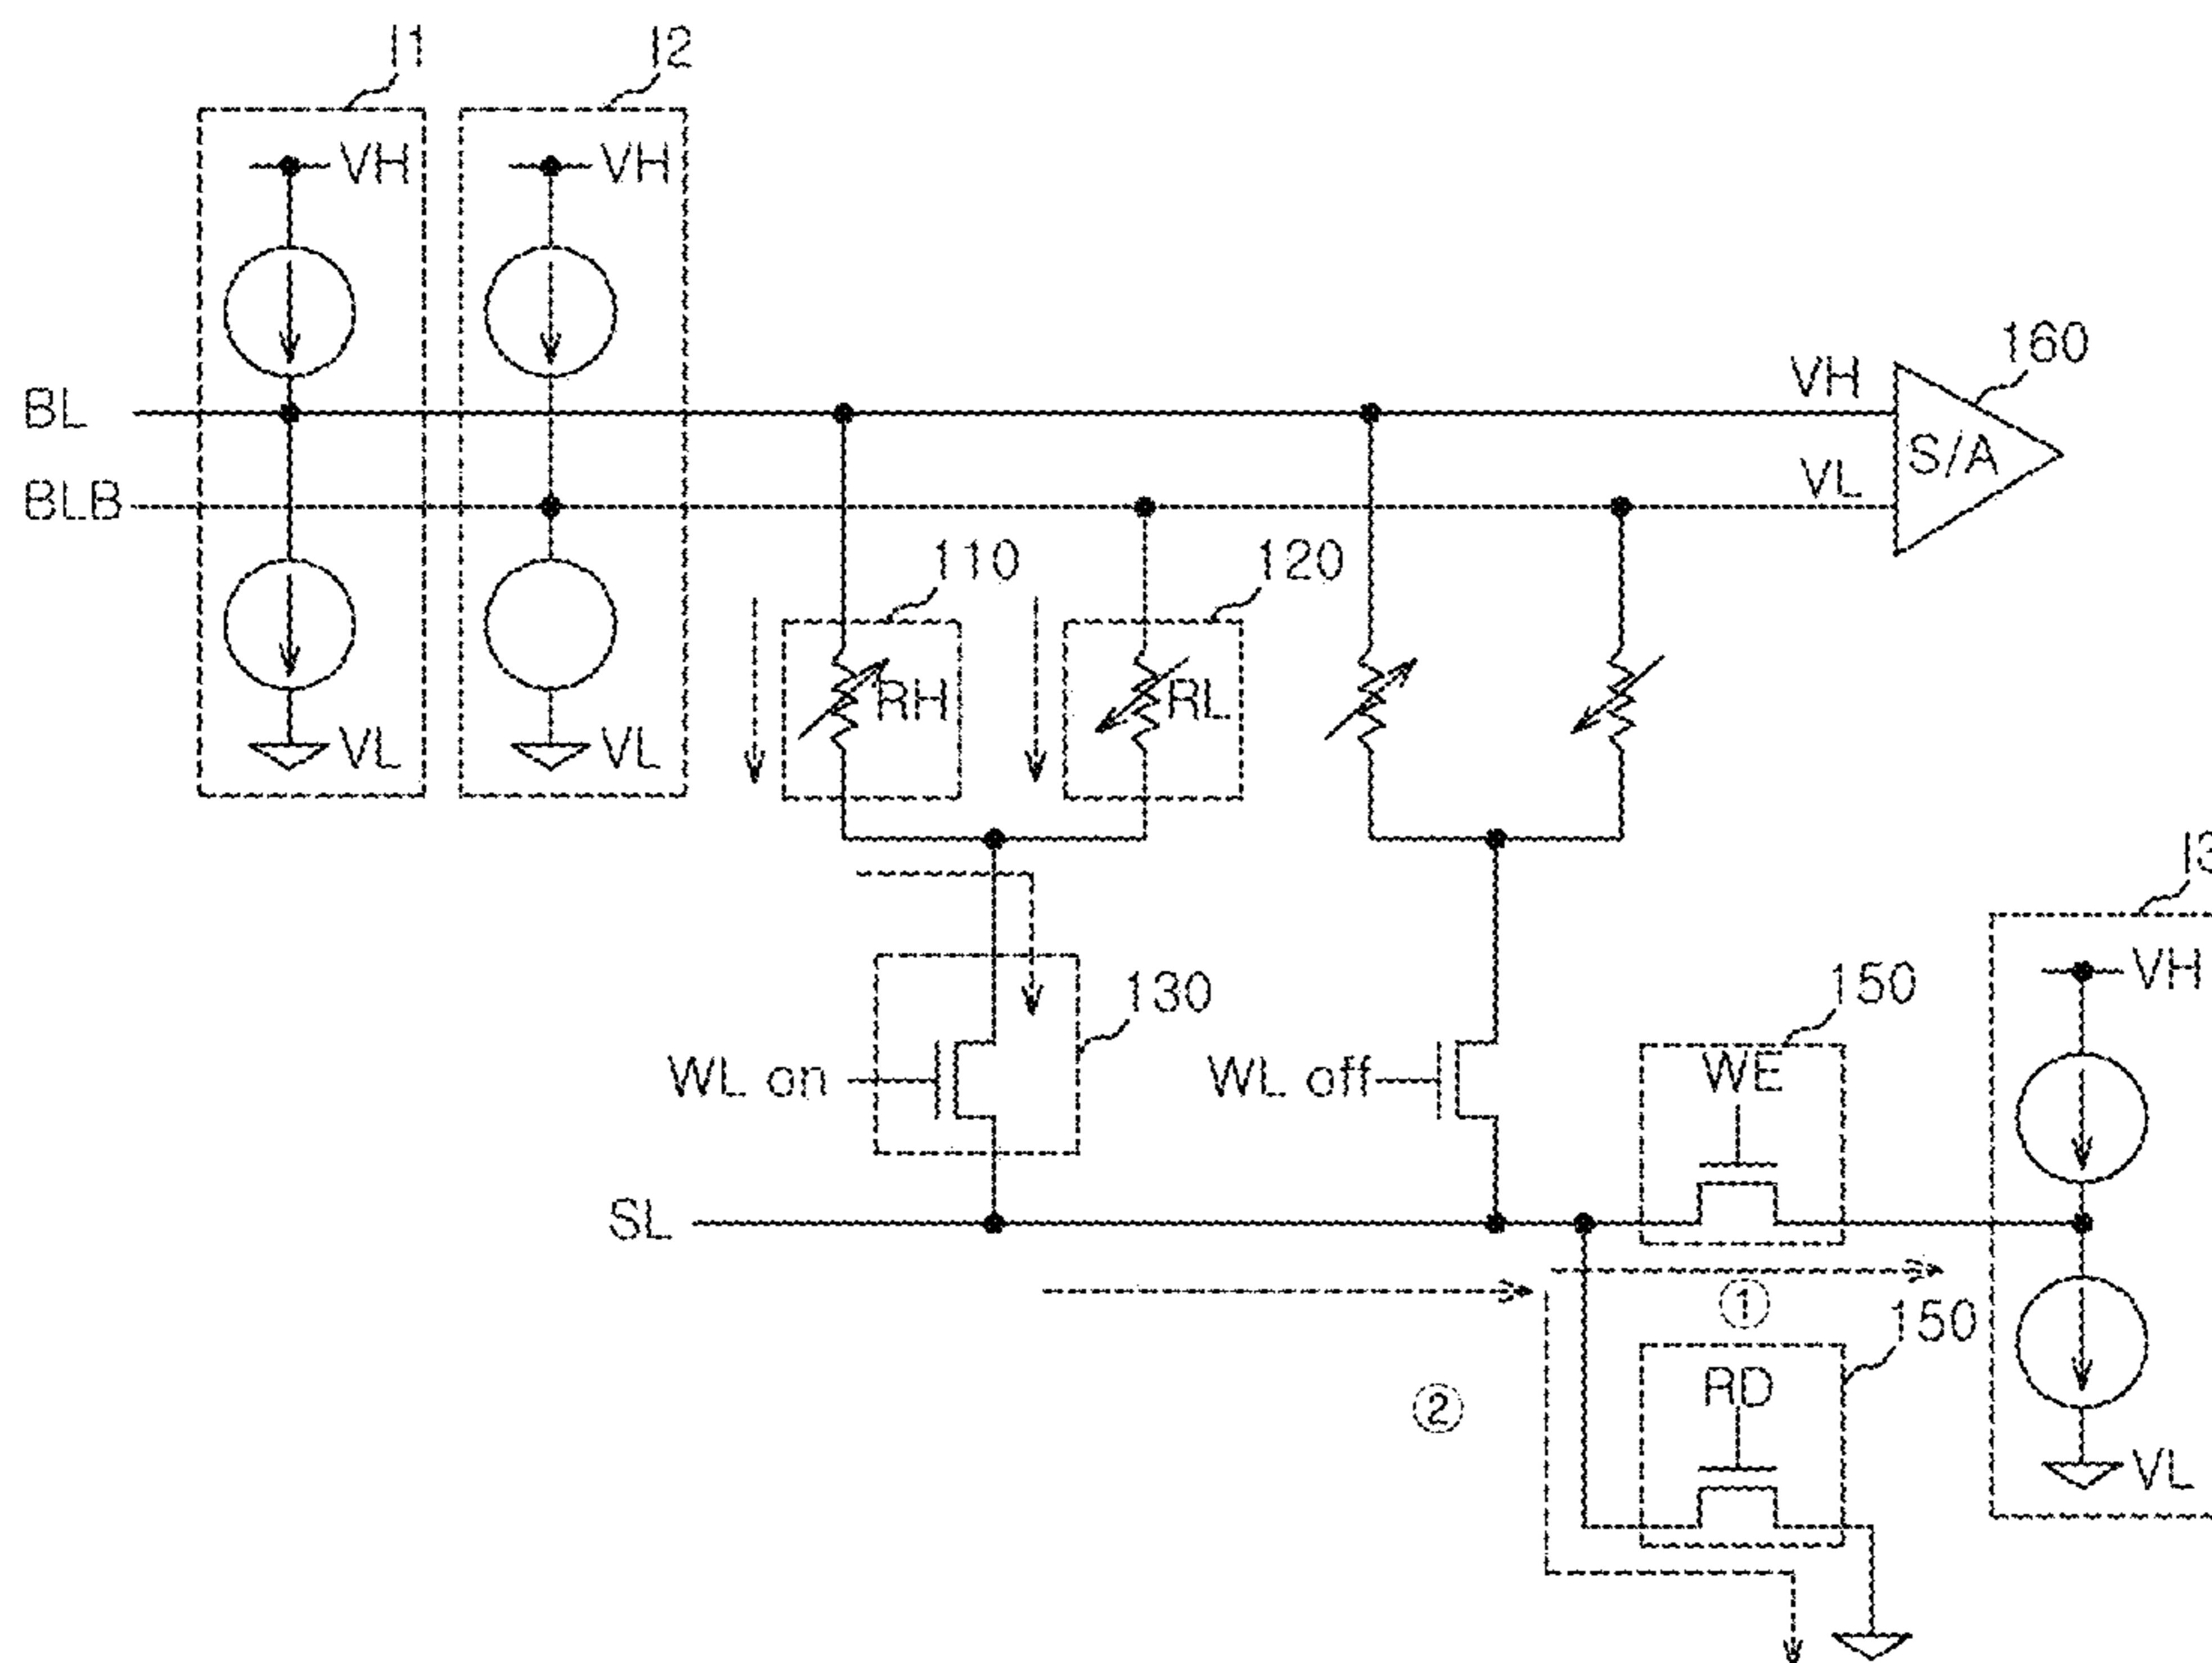 I1
I2
VH
VH
160
BL
VH
S/A
BLB
VL
110
120
RH
RL
VL
VL
I3
130
150
VH
WL on
WL off
WE
SL
①
150
②
RD
VL